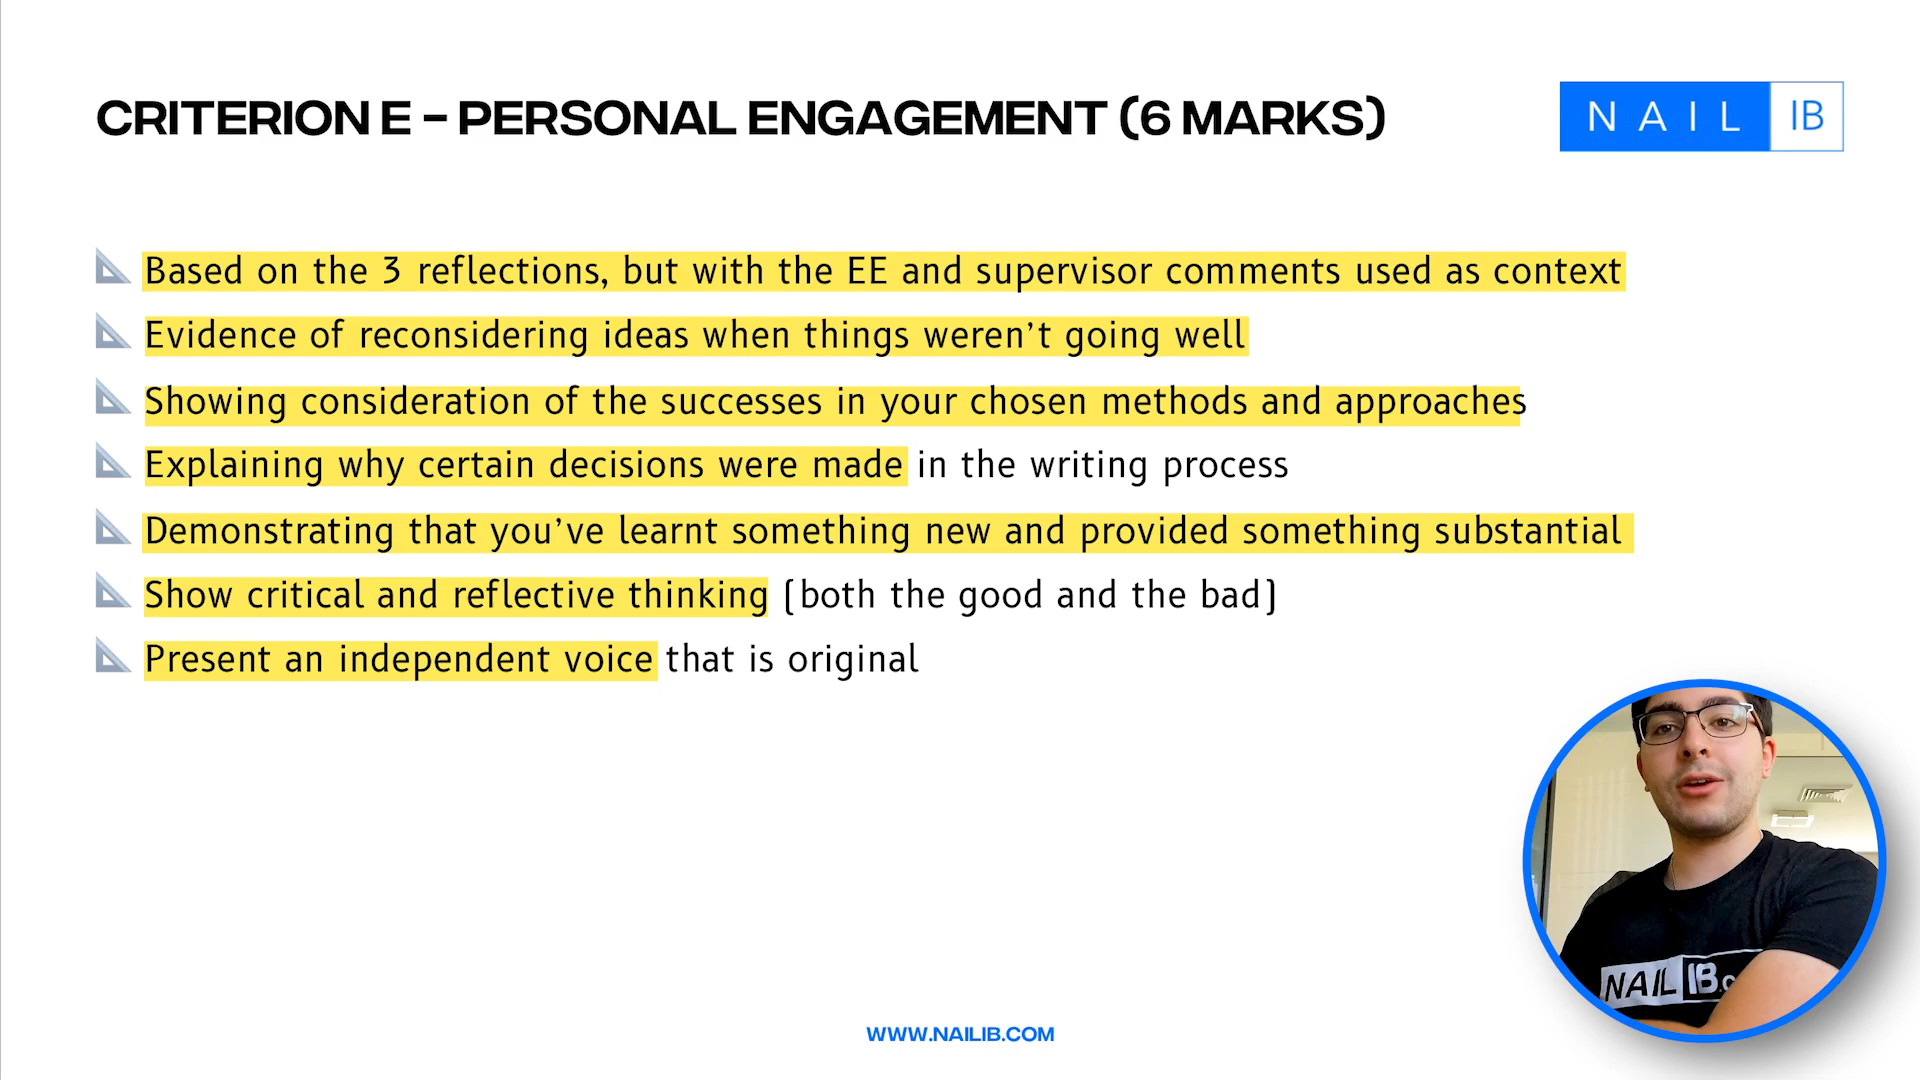 CRITERION E – PERSONAL ENGAGEMENT (6 MARKS)
NAIL IB
Based on the 3 reflections, but with the EE and supervisor comments used as context
Evidence of reconsidering ideas when things weren't going well
Showing consideration of the successes in your chosen methods and approaches
Explaining why certain decisions were made in the writing process
Demonstrating that you've learnt something new and provided something substantial
Show critical and reflective thinking (both the good and the bad)
Present an independent voice that is original
NAIL IB
WWW.NAILIB.COM